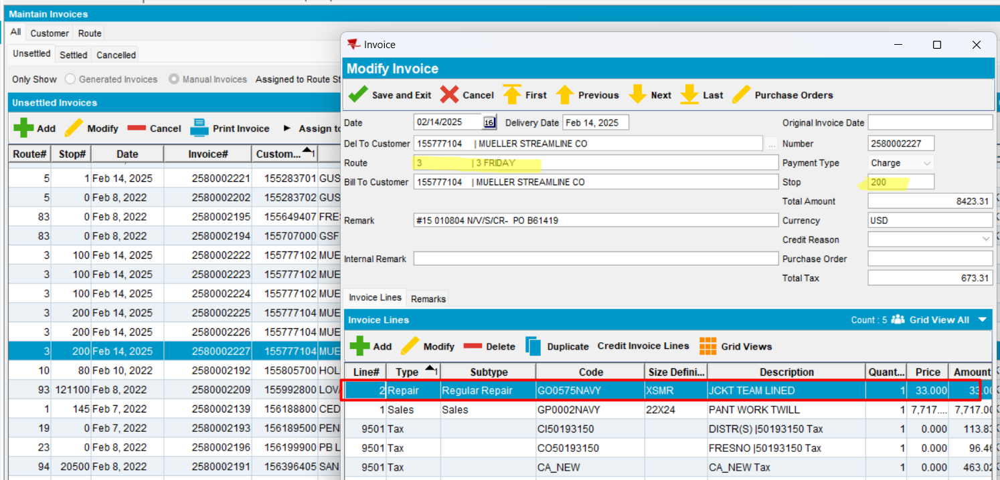 Maintain Invoices
All Customer Route
Unsettled Settled Cancelled
Only Show Generated Invoices Manual Invoices Assigned to Route St
Unsettled Invoices
Add Modify Cancel Print Invoice Assign to
Route# Stop# Date Invoice# Custom... 1
5 1 Feb 14, 2025 2580002221 155283701 GUS
5 0 Feb 8, 2022 2580002202 155283702 GUS
83 0 Feb 8, 2022 2580002195 155649407 FRES
83 0 Feb 8, 2022 2580002194 155707000 GSF
3 100 Feb 14, 2025 2580002222 155777102 MUE
3 100 Feb 14, 2025 2580002223 155777102 MUE
3 100 Feb 14, 2025 2580002224 155777102 MUE
3 200 Feb 14, 2025 2580002225 155777104 MUE
3 200 Feb 14, 2025 2580002226 155777104 MUE
3 200 Feb 14, 2025 2580002227 155777104 MUE
10 80 Feb 10, 2022 2580002192 155805700 HOL
93 121100 Feb 8, 2022 2580002209 155992800 LOV
1 145 Feb 7, 2022 2580002139 156188800 CED
19 0 Feb 7, 2022 2580002193 156189500 PEN
23 0 Feb 8, 2022 2580002196 156199900 PB L
94 20500 Feb 8, 2022 2580002191 156396405 SAN
Invoice
Modify Invoice
Save and Exit Cancel First Previous Next Last Purchase Orders
Date 02/14/2025 16 Delivery Date Feb 14, 2025 Original Invoice Date
Del To Customer 155777104 | MUELLER STREAMLINE CO ... Number 2580002227
Route 3 | 3 FRIDAY Payment Type Charge
Bill To Customer 155777104 | MUELLER STREAMLINE CO Stop 200
Total Amount 8423.31
Remark #15 010804 N/V/S/CR- PO B61419 Currency USD
Credit Reason
Internal Remark Purchase Order
Total Tax 673.31
Invoice Lines Remarks
Invoice Lines Count : 5 Grid View All
Add Modify Delete Duplicate Credit Invoice Lines Grid Views
Line# Type 1 Subtype Code Size Defini... Description Quant... Price Amount
2 Repair Regular Repair GO0575NAVY XSMR JCKT TEAM LINED 1 33.000 33.00
1 Sales Sales GP0002NAVY 22X24 PANT WORK TWILL 1 7,717.... 7,717.00
9501 Tax CI50193150 DISTR(S) |50193150 Tax 1 0.000 113.83
9501 Tax CO50193150 FRESNO |50193150 Tax 1 0.000 96.46
9501 Tax CA_NEW CA_NEW Tax 1 0.000 463.02